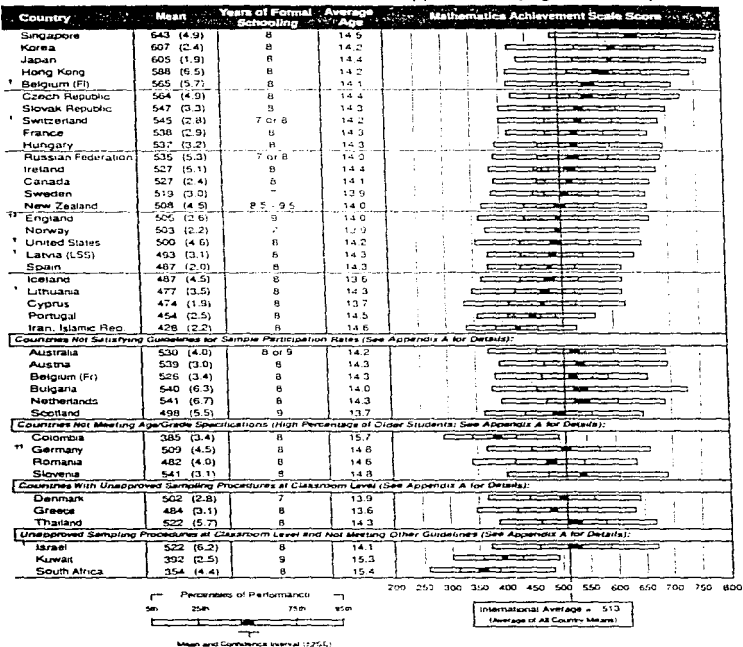 Country Mean Years of Formal Schooling Average Age Mathematics Achievement Scale Score
Singapore 643 (4.9) 8 14.5
Korea 607 (2.4) 8 14.2
Japan 605 (1.9) 8 14.4
Hong Kong 588 (6.5) 8 14.2
† Belgium (Fl) 565 (5.7) 8 14.1
Czech Republic 564 (4.9) 8 14.4
Slovak Republic 547 (3.3) 8 14.3
† Switzerland 545 (2.8) 7 or 8 14.2
France 538 (2.9) 8 14.3
Hungary 537 (3.2) 8 14.3
Russian Federation 535 (5.3) 7 or 8 14.0
Ireland 527 (5.1) 8 14.4
Canada 527 (2.4) 8 14.1
Sweden 519 (3.0) 7 13.9
New Zealand 508 (4.5) 8.5 - 9.5 14.0
England 506 (2.6) 9 14.0
Norway 503 (2.2) 7 13.9
† United States 500 (4.6) 8 14.2
Latvia (LSS) 493 (3.1) 8 14.3
Spain 487 (2.0) 8 14.3
Iceland 487 (4.5) 8 13.6
Lithuania 477 (3.5) 8 14.3
Cyprus 474 (1.9) 8 13.7
Portugal 454 (2.5) 8 14.5
Iran, Islamic Rep. 428 (2.2) 8 14.6
Countries Not Satisfying Guidelines for Sample Participation Rates (See Appendix A for Details):
Australia 530 (4.0) 8 or 9 14.2
Austria 539 (3.0) 8 14.3
Belgium (Fr) 526 (3.4) 8 14.3
Bulgaria 540 (6.3) 8 14.0
Netherlands 541 (6.7) 8 14.3
Scotland 498 (5.5) 9 13.7
Countries Not Meeting Age/Grade Specifications (High Percentage of Older Students; See Appendix A for Details):
Colombia 385 (3.4) 8 15.7
Germany 509 (4.5) 8 14.8
Romania 482 (4.0) 8 14.6
Slovenia 541 (3.1) 8 14.8
Countries With Unapproved Sampling Procedures at Classroom Level (See Appendix A for Details):
Denmark 502 (2.8) 7 13.9
Greece 484 (3.1) 8 13.6
Thailand 522 (5.7) 8 14.3
Unapproved Sampling Procedures at Classroom Level and Not Meeting Other Guidelines (See Appendix A for Details):
Israel 522 (6.2) 8 14.1
Kuwait 392 (2.5) 9 15.3
South Africa 354 (4.4) 8 15.4
200 250 300 350 400 450 500 550 600 650 700 750 800
Percentiles of Performance
5th 25th 75th 95th
Mean and Confidence Interval (±2SE)
International Average = 513
(Average of All Country Means)